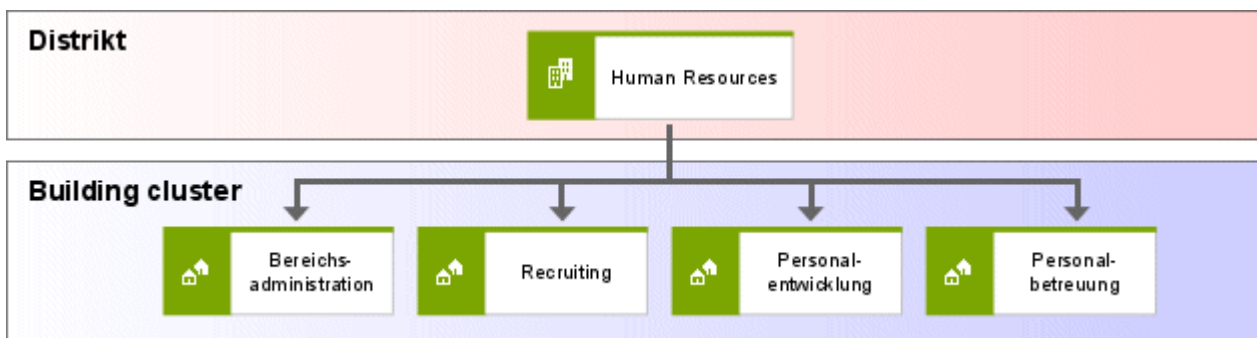 Distrikt
Human Resources
Building cluster
Bereichs-
administration
Recruiting
Personal-
entwicklung
Personal-
betreuung